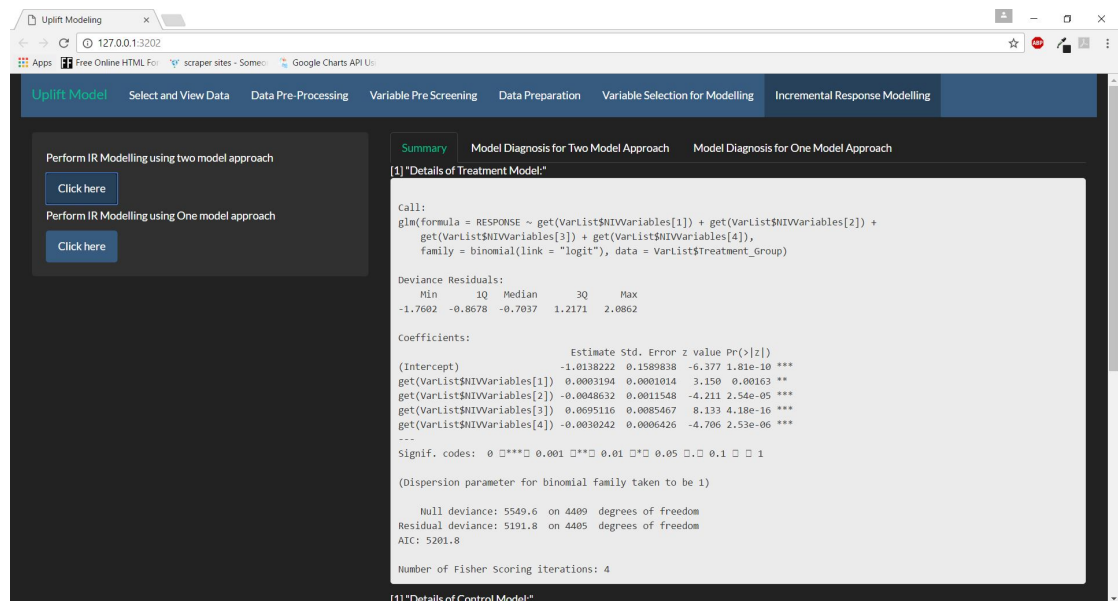 Uplift Modeling
127.0.0.1:3202
ABP
Apps
Free Online HTML For
scraper sites - Someo
Google Charts API Us
Uplift Model
Select and View Data
Data Pre-Processing
Variable Pre Screening
Data Preparation
Variable Selection for Modelling
Incremental Response Modelling
Perform IR Modelling using two model approach
Click here
Perform IR Modelling using One model approach
Click here
Summary
Model Diagnosis for Two Model Approach
Model Diagnosis for One Model Approach
[1] "Details of Treatment Model:"
Call:
glm(formula = RESPONSE ~ get(VarList$NIVVariables[1]) + get(VarList$NIVVariables[2]) +
get(VarList$NIVVariables[3]) + get(VarList$NIVVariables[4]),
family = binomial(link = "logit"), data = VarList$Treatment_Group)
Deviance Residuals:
Min 1Q Median 3Q Max
-1.7602 -0.8678 -0.7037 1.2171 2.0862
Coefficients:
Estimate Std. Error z value Pr(>|z|)
(Intercept) -1.0138222 0.1589838 -6.377 1.81e-10 ***
get(VarList$NIVVariables[1]) 0.0003194 0.0001014 3.150 0.00163 **
get(VarList$NIVVariables[2]) -0.0048632 0.0011548 -4.211 2.54e-05 ***
get(VarList$NIVVariables[3]) 0.0695116 0.0085467 8.133 4.18e-16 ***
get(VarList$NIVVariables[4]) -0.0030242 0.0006426 -4.706 2.53e-06 ***
---
Signif. codes: 0 □***□ 0.001 □**□ 0.01 □*□ 0.05 □.□ 0.1 □ □ 1
(Dispersion parameter for binomial family taken to be 1)
Null deviance: 5549.6 on 4409 degrees of freedom
Residual deviance: 5191.8 on 4405 degrees of freedom
AIC: 5201.8
Number of Fisher Scoring iterations: 4
[1] "Details of Control Model:"